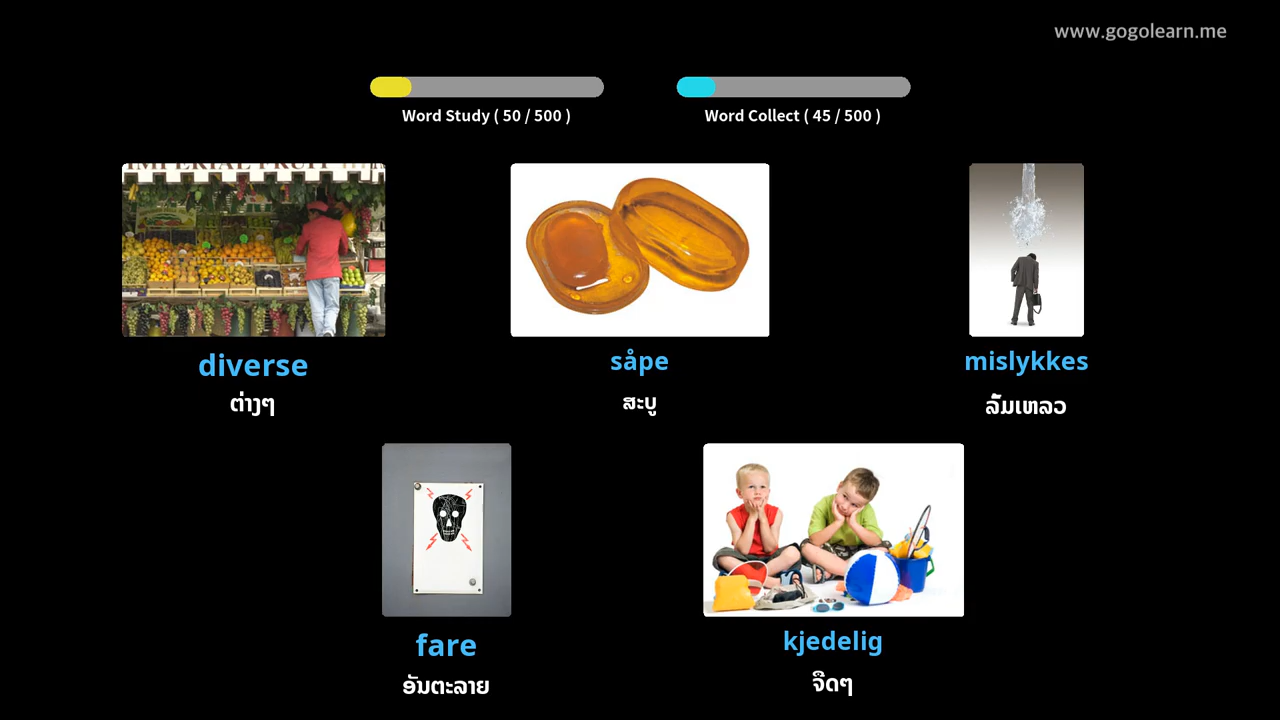 www.gogolearn.me
Word Study ( 50 / 500 )
Word Collect ( 45 / 500 )
IMPERIAL FRUIT
diverse
ຕ່າງໆ
såpe
ສະບູ
mislykkes
ລົ້ມເຫລວ
fare
ອັນຕະລາຍ
kjedelig
ຈືດໆ